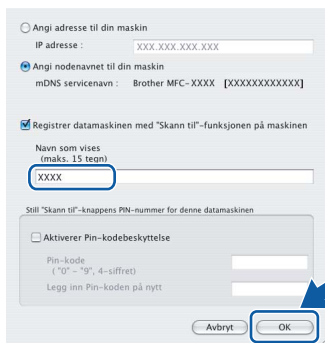 Angi adresse til din maskin
IP adresse : XXX.XXX.XXX.XXX
Angi nodenavnet til din maskin
mDNS servicenavn : Brother MFC-XXXX [XXXXXXXXXXXX]
Registrer datamaskinen med "Skann til"-funksjonen på maskinen
Navn som vises
(maks. 15 tegn)
XXXX
Still "Skann til"-knappens PIN-nummer for denne datamaskinen
Aktiverer Pin-kodebeskyttelse
Pin-kode
( "0" – "9", 4-siffret)
Legg inn Pin-koden på nytt
Avbryt OK